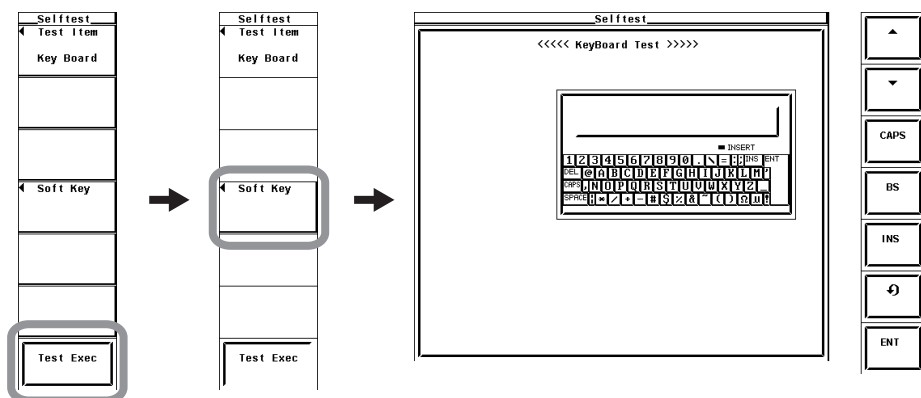 Selftest
Test Item
Key Board
Soft Key
Test Exec
Selftest
Test Item
Key Board
Soft Key
Test Exec
Selftest
<<<<< KeyBoard Test >>>>>
INSERT
1 2 3 4 5 6 7 8 9 0 . \ = : ; INS ENT
DEL @ A B C D E F G H I J K L M '
CAPS , N O P Q R S T U V W X Y Z _
SPACE * / + - # $ % & ~ ( ) Ω μ
CAPS
BS
INS
ENT